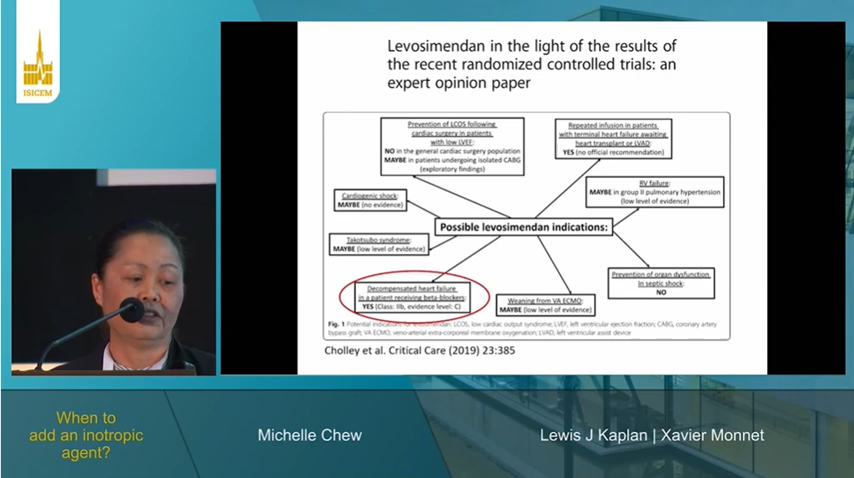 ISICEM
Levosimendan in the light of the results of
the recent randomized controlled trials: an
expert opinion paper
Prevention of LCOS following
cardiac surgery in patients
with low LVEF:
NO in the general cardiac surgery population
MAYBE in patients undergoing isolated CABG
(exploratory findings)
Repeated infusion in patients
with terminal heart failure awaiting
heart transplant or LVAD:
YES (no official recommendation)
Cardiogenic shock:
MAYBE (no evidence)
RV failure:
MAYBE in group II pulmonary hypertension
(low level of evidence)
Possible levosimendan indications:
Takotsubo syndrome:
MAYBE (low level of evidence)
Decompensated heart failure
in a patient receiving beta-blockers:
YES (Class: IIb, evidence level: C)
Weaning from VA ECMO:
MAYBE (low level of evidence)
Prevention of organ dysfunction
in septic shock:
NO
Fig. 1 Potential indications for levosimendan. LCOS, low cardiac output syndrome; LVEF, left ventricular ejection fraction; CABG, coronary artery
bypass graft; VA ECMO, veno-arterial extra-corporeal membrane oxygenation; LVAD, left ventricular assist device
Cholley et al. Critical Care (2019) 23:385
When to
add an inotropic
agent?
Michelle Chew
Lewis J Kaplan | Xavier Monnet